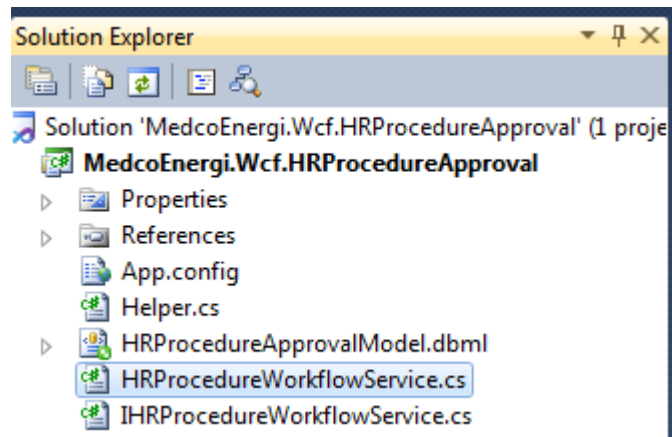 Solution Explorer
Solution 'MedcoEnergi.Wcf.HRProcedureApproval' (1 proje
MedcoEnergi.Wcf.HRProcedureApproval
Properties
References
App.config
Helper.cs
HRProcedureApprovalModel.dbml
HRProcedureWorkflowService.cs
IHRProcedureWorkflowService.cs